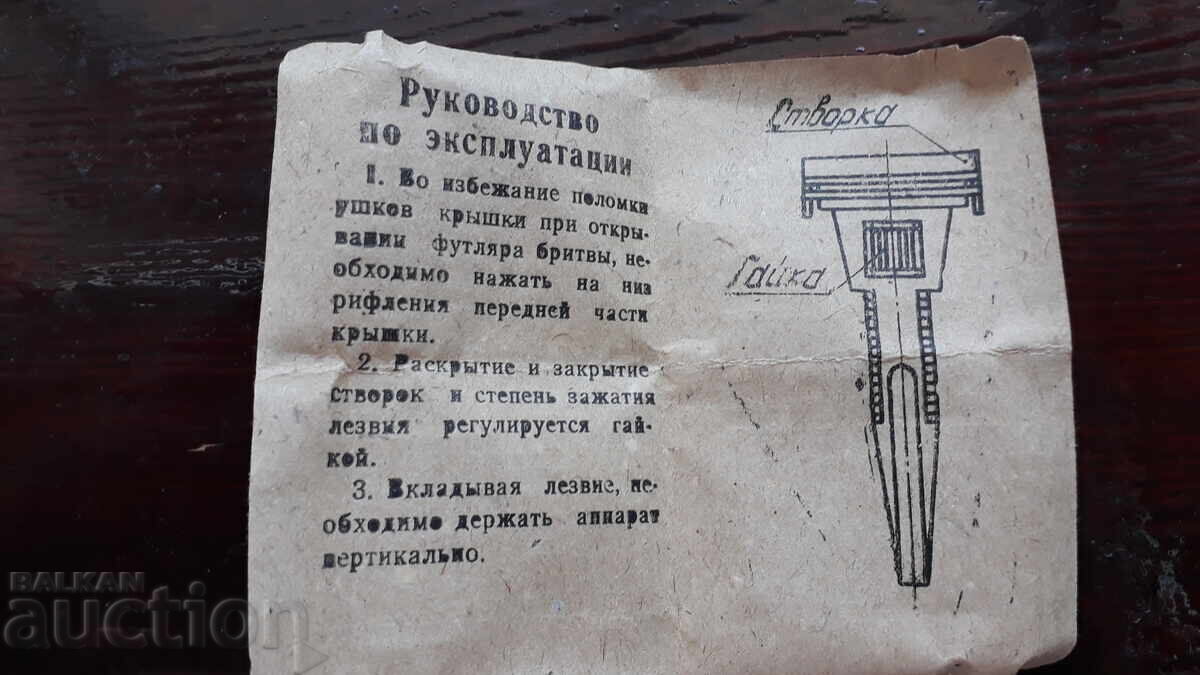 Руководство
по эксплуатации
1. Во избежание поломки
ушков крышки при откры-
вании футляра бритвы, не-
обходимо нажать на низ
рифления передней части
крышки.
2. Раскрытие и закрытие
створок и степень зажатия
лезвия регулируется гай-
кой.
3. Вкладывая лезвие, не-
обходимо держать аппарат
вертикально.
Створка
Гайка
BALKAN
auction